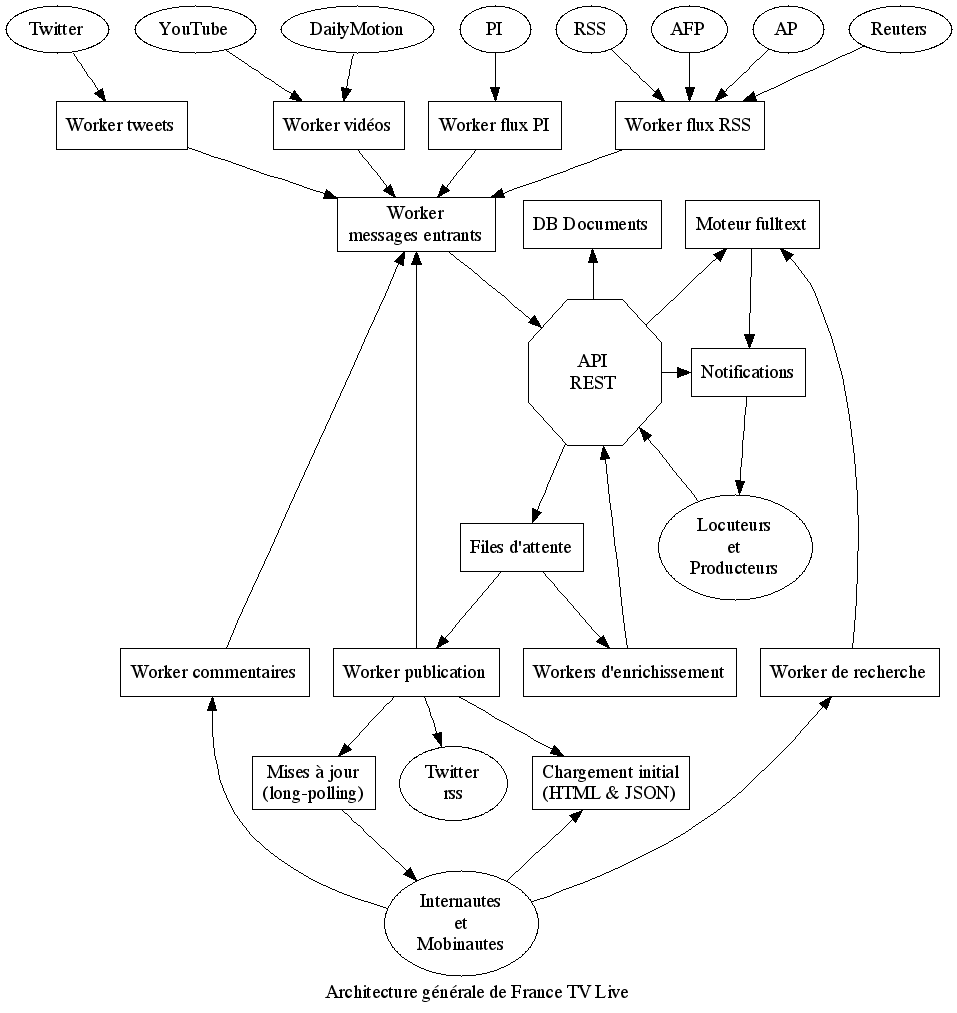 Twitter
YouTube
DailyMotion
PI
RSS
AFP
AP
Reuters
Worker tweets
Worker vidéos
Worker flux PI
Worker flux RSS
Worker
messages entrants
DB Documents
Moteur fulltext
API
REST
Notifications
Locuteurs
et
Producteurs
Files d'attente
Worker commentaires
Worker publication
Workers d'enrichissement
Worker de recherche
Mises à jour
(long-polling)
Twitter
rss
Chargement initial
(HTML & JSON)
Internautes
et
Mobinautes
Architecture générale de France TV Live